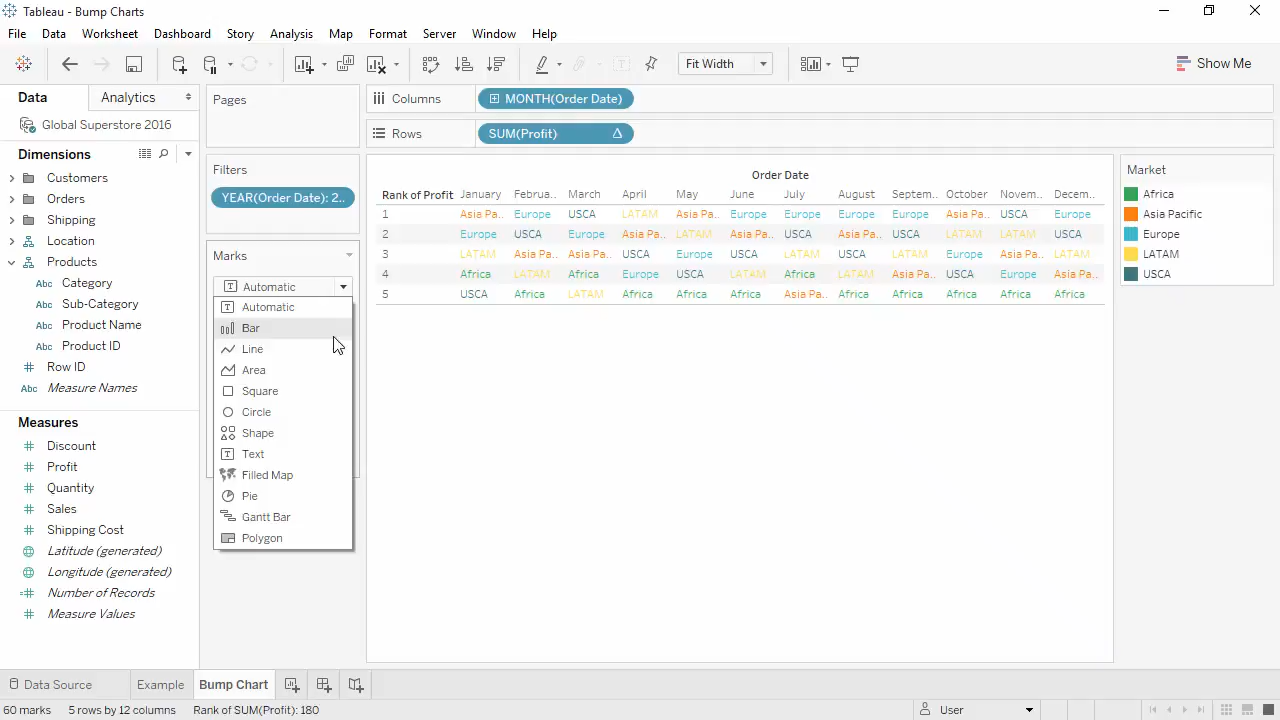 Tableau - Bump Charts
File Data Worksheet Dashboard Story Analysis Map Format Server Window Help
Fit Width
Show Me
Data Analytics
Global Superstore 2016
Dimensions
Customers
Orders
Shipping
Location
Products
Abc Category
Abc Sub-Category
Abc Product Name
Abc Product ID
# Row ID
Abc Measure Names
Measures
# Discount
# Profit
# Quantity
# Sales
# Shipping Cost
Latitude (generated)
Longitude (generated)
=# Number of Records
# Measure Values
Pages
Filters
YEAR(Order Date): 2..
Marks
Automatic
Automatic
Bar
Line
Area
Square
Circle
Shape
Text
Filled Map
Pie
Gantt Bar
Polygon
Columns MONTH(Order Date)
Rows SUM(Profit) Δ
Order Date
Rank of Profit January Februa.. March April May June July August Septem.. October Novem.. Decem..
1 Asia Pa.. Europe USCA LATAM Asia Pa.. Europe Europe Europe Europe Asia Pa.. USCA Europe
2 Europe USCA Europe Asia Pa.. LATAM Asia Pa.. USCA Asia Pa.. USCA LATAM LATAM USCA
3 LATAM Asia Pa.. Asia Pa.. USCA Europe USCA LATAM USCA LATAM Europe Asia Pa.. LATAM
4 Africa LATAM Africa Europe USCA LATAM Africa LATAM Asia Pa.. USCA Europe Asia Pa..
5 USCA Africa LATAM Africa Africa Africa Asia Pa.. Africa Africa Africa Africa Africa
Market
Africa
Asia Pacific
Europe
LATAM
USCA
Data Source Example Bump Chart
60 marks 5 rows by 12 columns Rank of SUM(Profit): 180 User